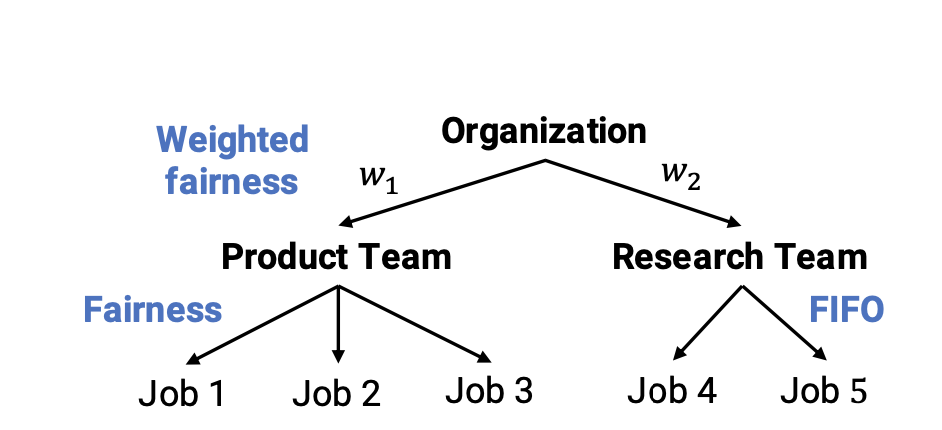 Organization
Weighted
fairness
w₁
w₂
Product Team
Research Team
Fairness
FIFO
Job 1
Job 2
Job 3
Job 4
Job 5